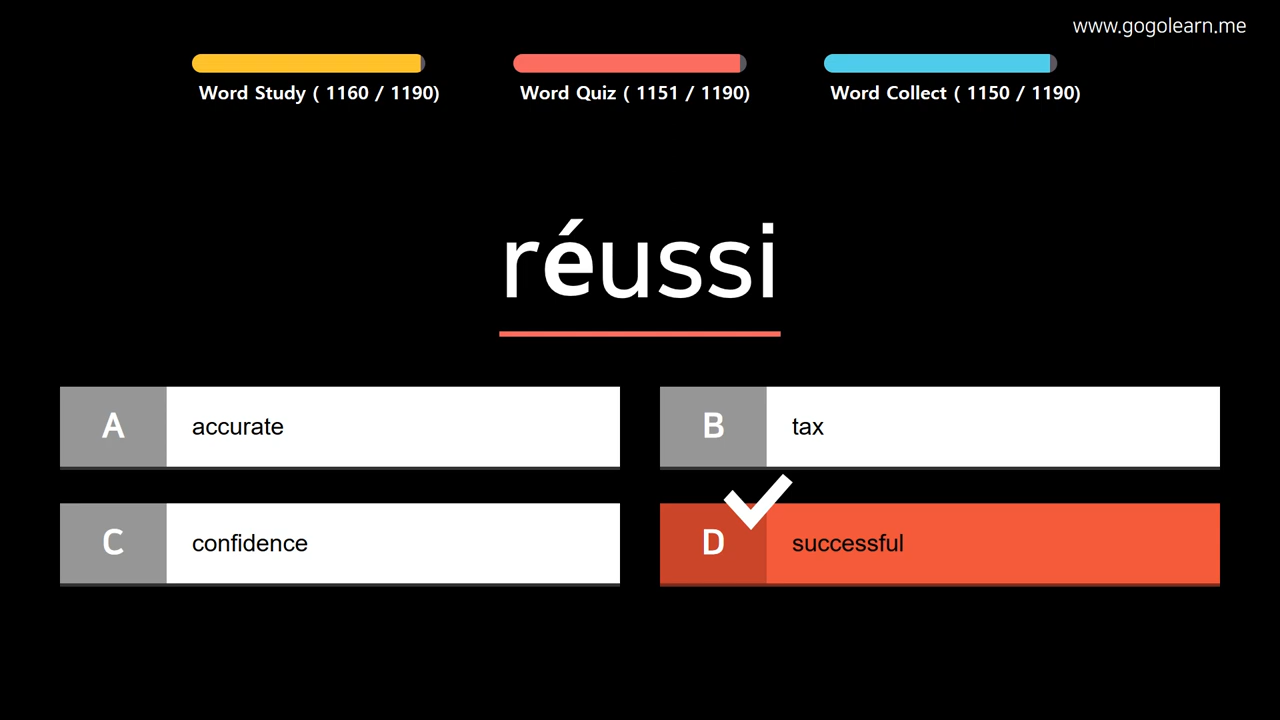 www.gogolearn.me
Word Study ( 1160 / 1190)
Word Quiz ( 1151 / 1190)
Word Collect ( 1150 / 1190)
réussi
A accurate
B tax
C confidence
D successful